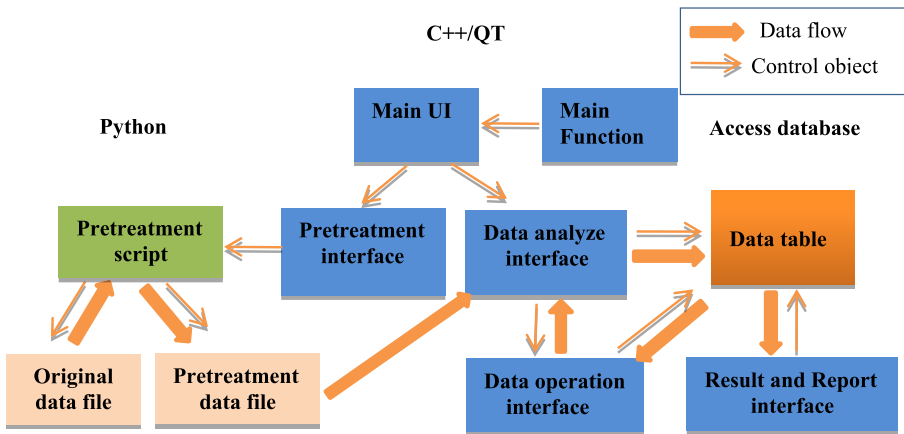 C++/QT
Data flow
Control object
Python
Main UI
Main
Function
Access database
Pretreatment
script
Pretreatment
interface
Data analyze
interface
Data table
Original
data file
Pretreatment
data file
Data operation
interface
Result and Report
interface